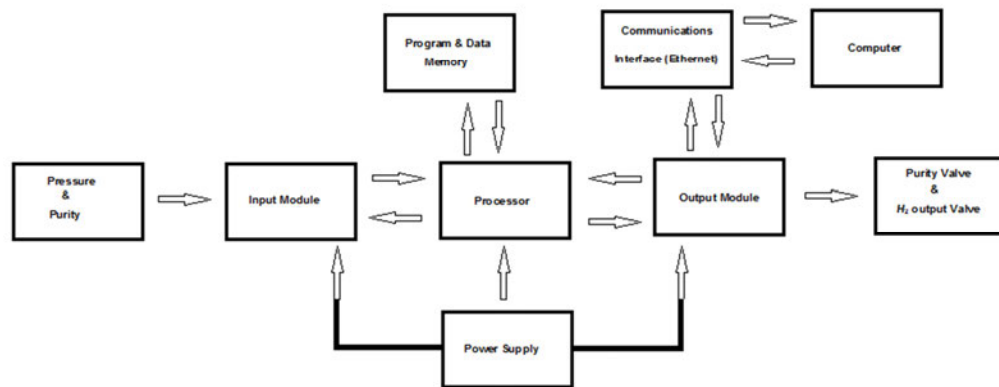 Program & Data
Memory
Communications
Interface (Ethernet)
Computer
Pressure
&
Purity
Input Module
Processor
Output Module
Purity Valve
&
H₂ output Valve
Power Supply